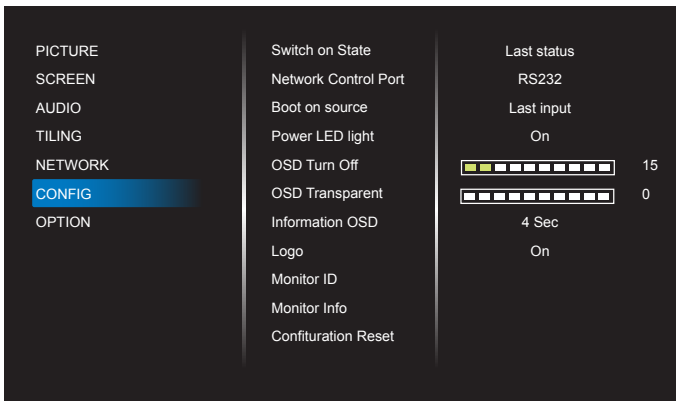 PICTURE
SCREEN
AUDIO
TILING
NETWORK
CONFIG
OPTION
Switch on State Last status
Network Control Port RS232
Boot on source Last input
Power LED light On
OSD Turn Off 15
OSD Transparent 0
Information OSD 4 Sec
Logo On
Monitor ID
Monitor Info
Confituration Reset